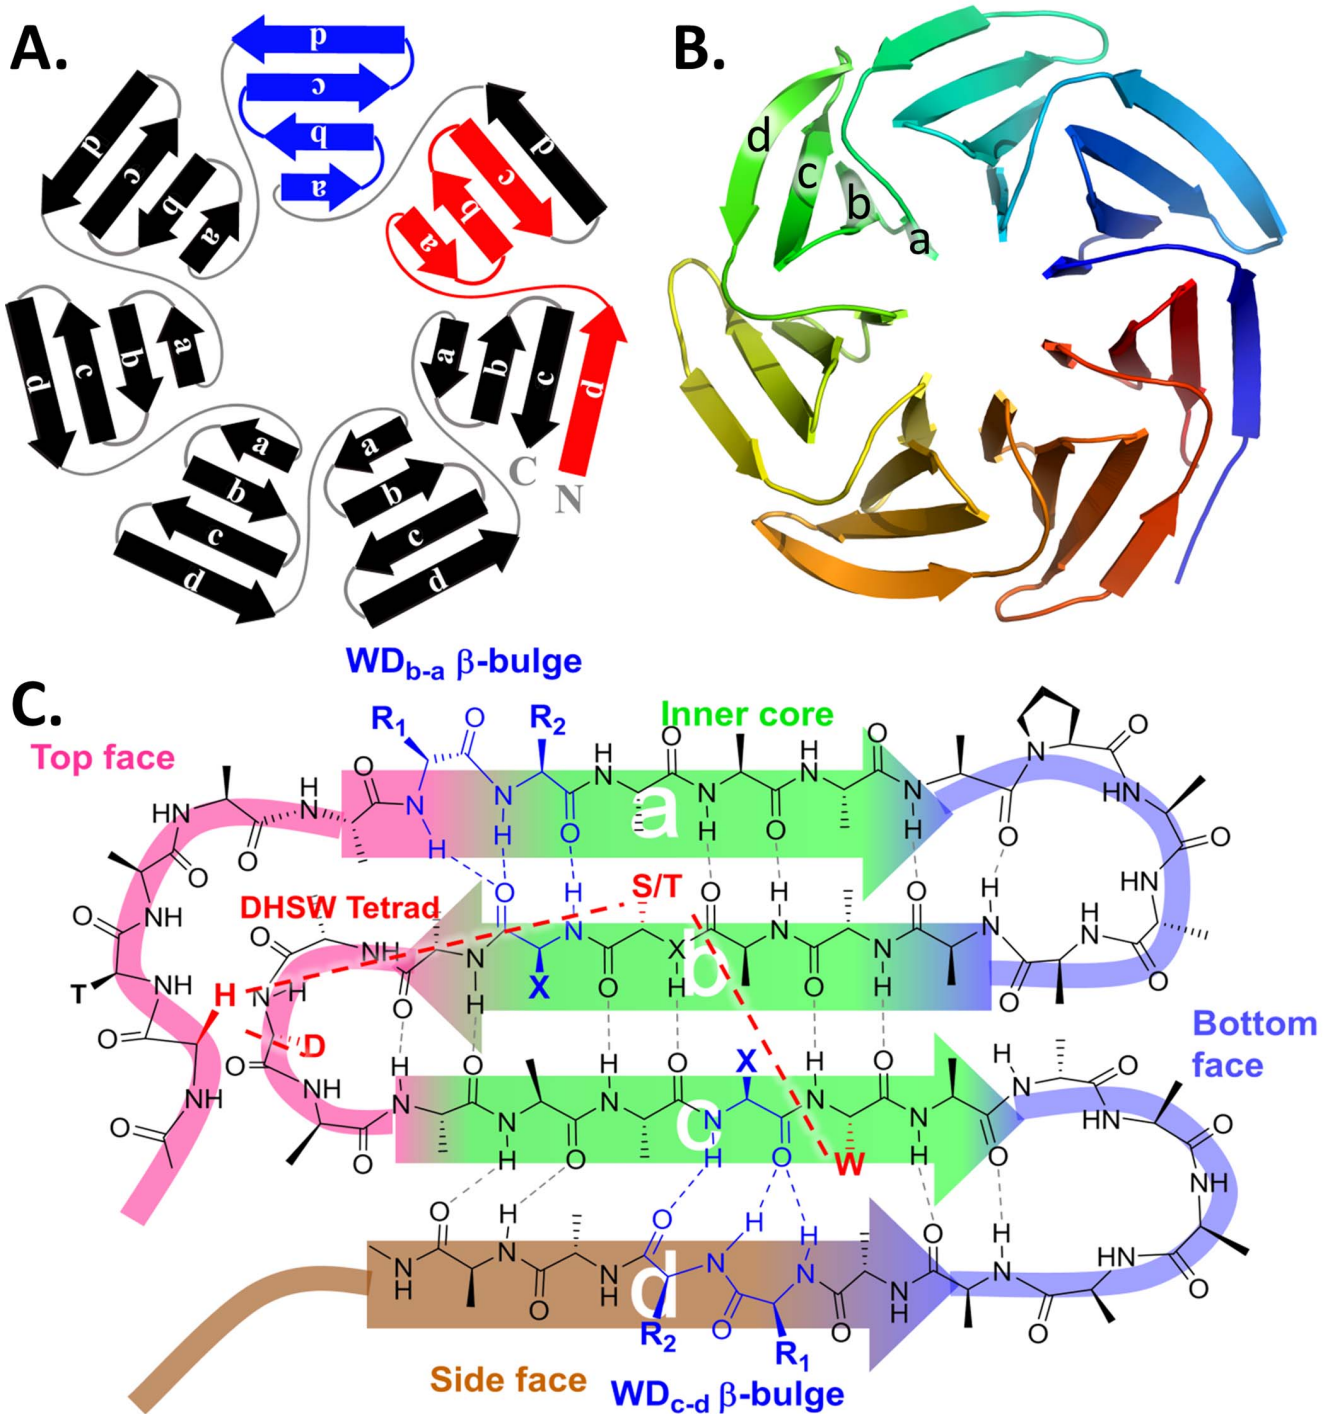 A.
d
c
b
a
d
c
b
a
d
c
b
a
d
c
b
a
a
b
c
d
a
b
c
d
a
b
c
d
C
N
B.
d
c
b
a
C.
WDb-a β-bulge
R1
R2
Inner core
Top face
a
DHSW Tetrad
S/T
X
b
X
T
H
D
Bottom
face
X
c
W
d
R2
R1
Side face
WDc-d β-bulge